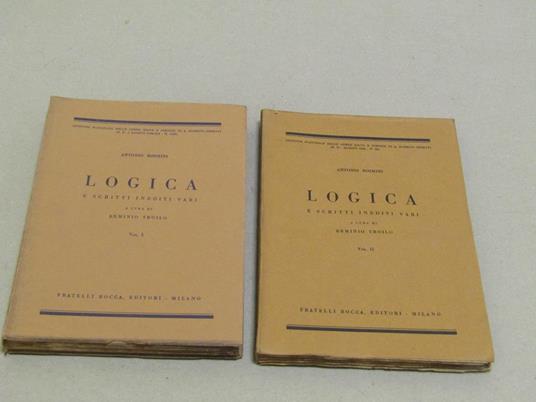 ANTONIO ROSMINI
LOGICA
E SCRITTI INEDITI VARI
A CURA DI
ERMINIO TROILO
VOL. I
FRATELLI BOCCA, EDITORI - MILANO
ANTONIO ROSMINI
LOGICA
E SCRITTI INEDITI VARI
A CURA DI
ERMINIO TROILO
VOL. II
FRATELLI BOCCA, EDITORI - MILANO